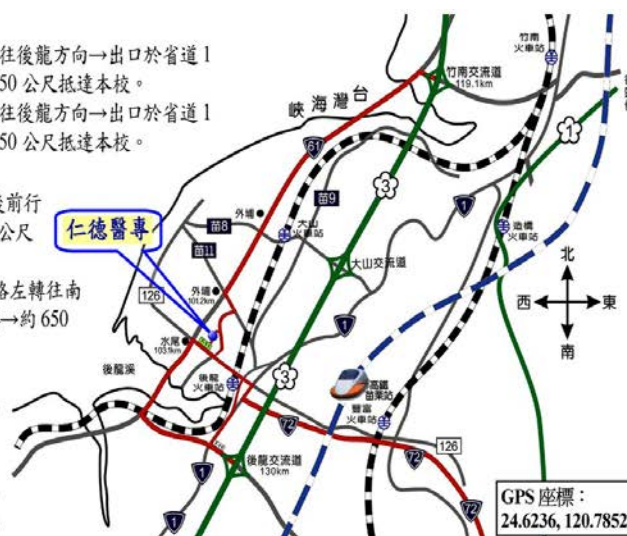 往後龍方向→出口於省道1
50公尺抵達本校。
往後龍方向→出口於省道1
50公尺抵達本校。
前行
公尺
左轉往南
→約650
竹南
火車站
竹南交流道
119.1km
台灣海峽
61
1
3
苗9
1
仁德醫專
苗8
外埔
大山
火車站
造橋
火車站
苗11
大山交流道
北
西
東
南
126
外埔
101.2km
1
水尾
103.1km
後龍溪
後龍
火車站
3
高鐵
苗栗站
豐富
火車站
72
126
72
後龍交流道
130km
1
72
1
GPS 座標：
24.6236, 120.7852